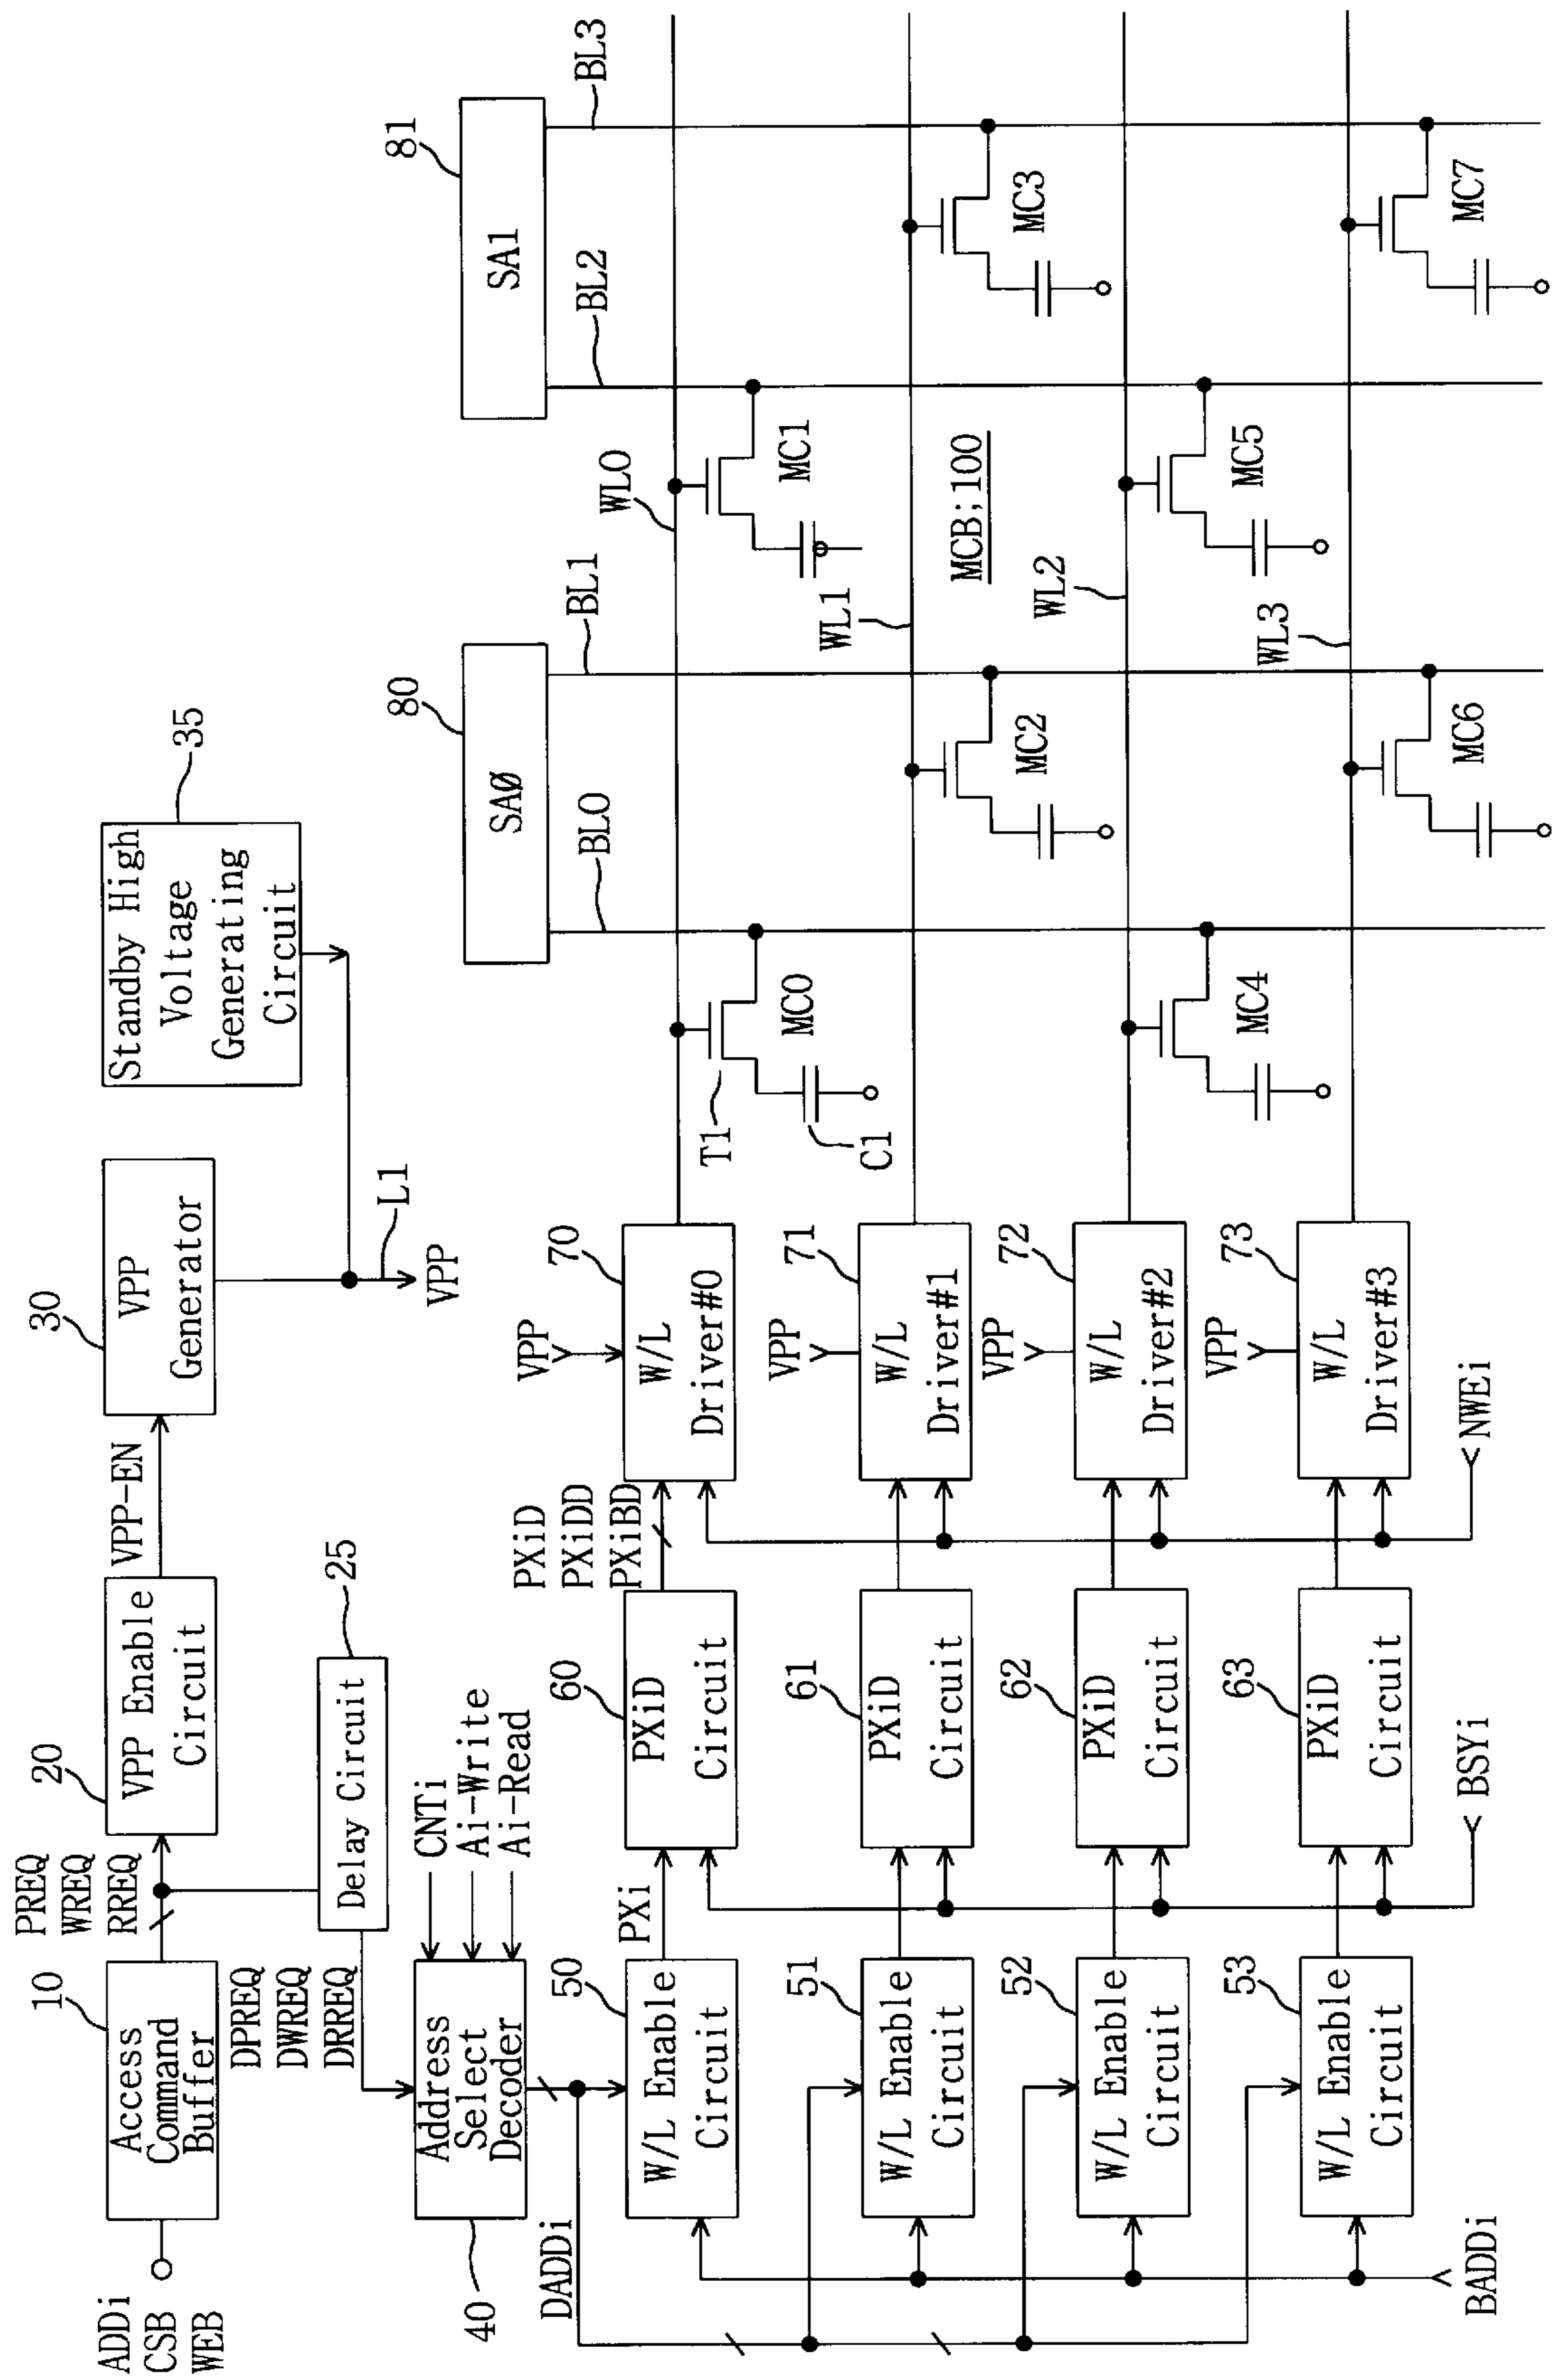 ADDi
CSB
WEB
10
Access
Command
Buffer
PREQ
WREQ
RREQ
20
VPP Enable
Circuit
VPP-EN
30
VPP
Generator
L1
VPP
Standby High
Voltage
Generating
Circuit
35
25
Delay Circuit
DPREQ
DWREQ
DRREQ
CNTi
Ai-Write
Ai-Read
40
Address
Select
Decoder
DADDi
80
SAØ
BL0
BL1
81
SA1
BL2
BL3
50
W/L Enable
Circuit
PXi
60
PXiD
Circuit
PXiD
PXiDD
PXiBD
VPP
70
W/L
Driver#0
T1
C1
MC0
WL0
MC1
51
W/L Enable
Circuit
61
PXiD
Circuit
VPP
71
W/L
Driver#1
MC2
WL1
MCB;100
MC3
52
W/L Enable
Circuit
62
PXiD
Circuit
VPP
72
W/L
Driver#2
MC4
WL2
MC5
53
W/L Enable
Circuit
63
PXiD
Circuit
VPP
73
W/L
Driver#3
MC6
WL3
MC7
BADDi
BSYi
NWEi